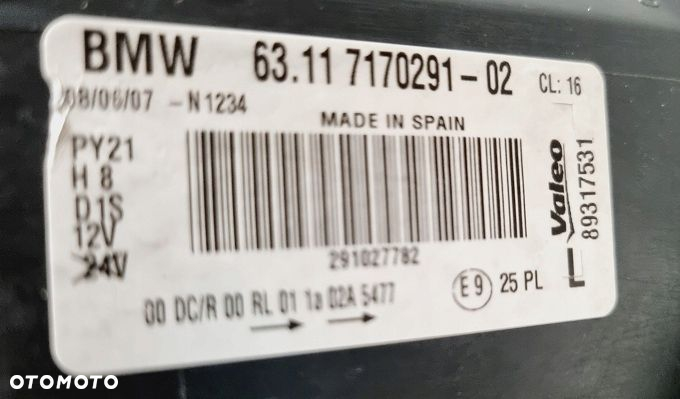 BMW 63.11 7170291-02 CL: 16
08/06/07 -N1234
MADE IN SPAIN
PY21
H8
D1S
12V
24V
291027782
Valeo
89317531
L
00 DC/R 00 RL 01 1a 02A 5477
E9 25 PL
OTOMOTO